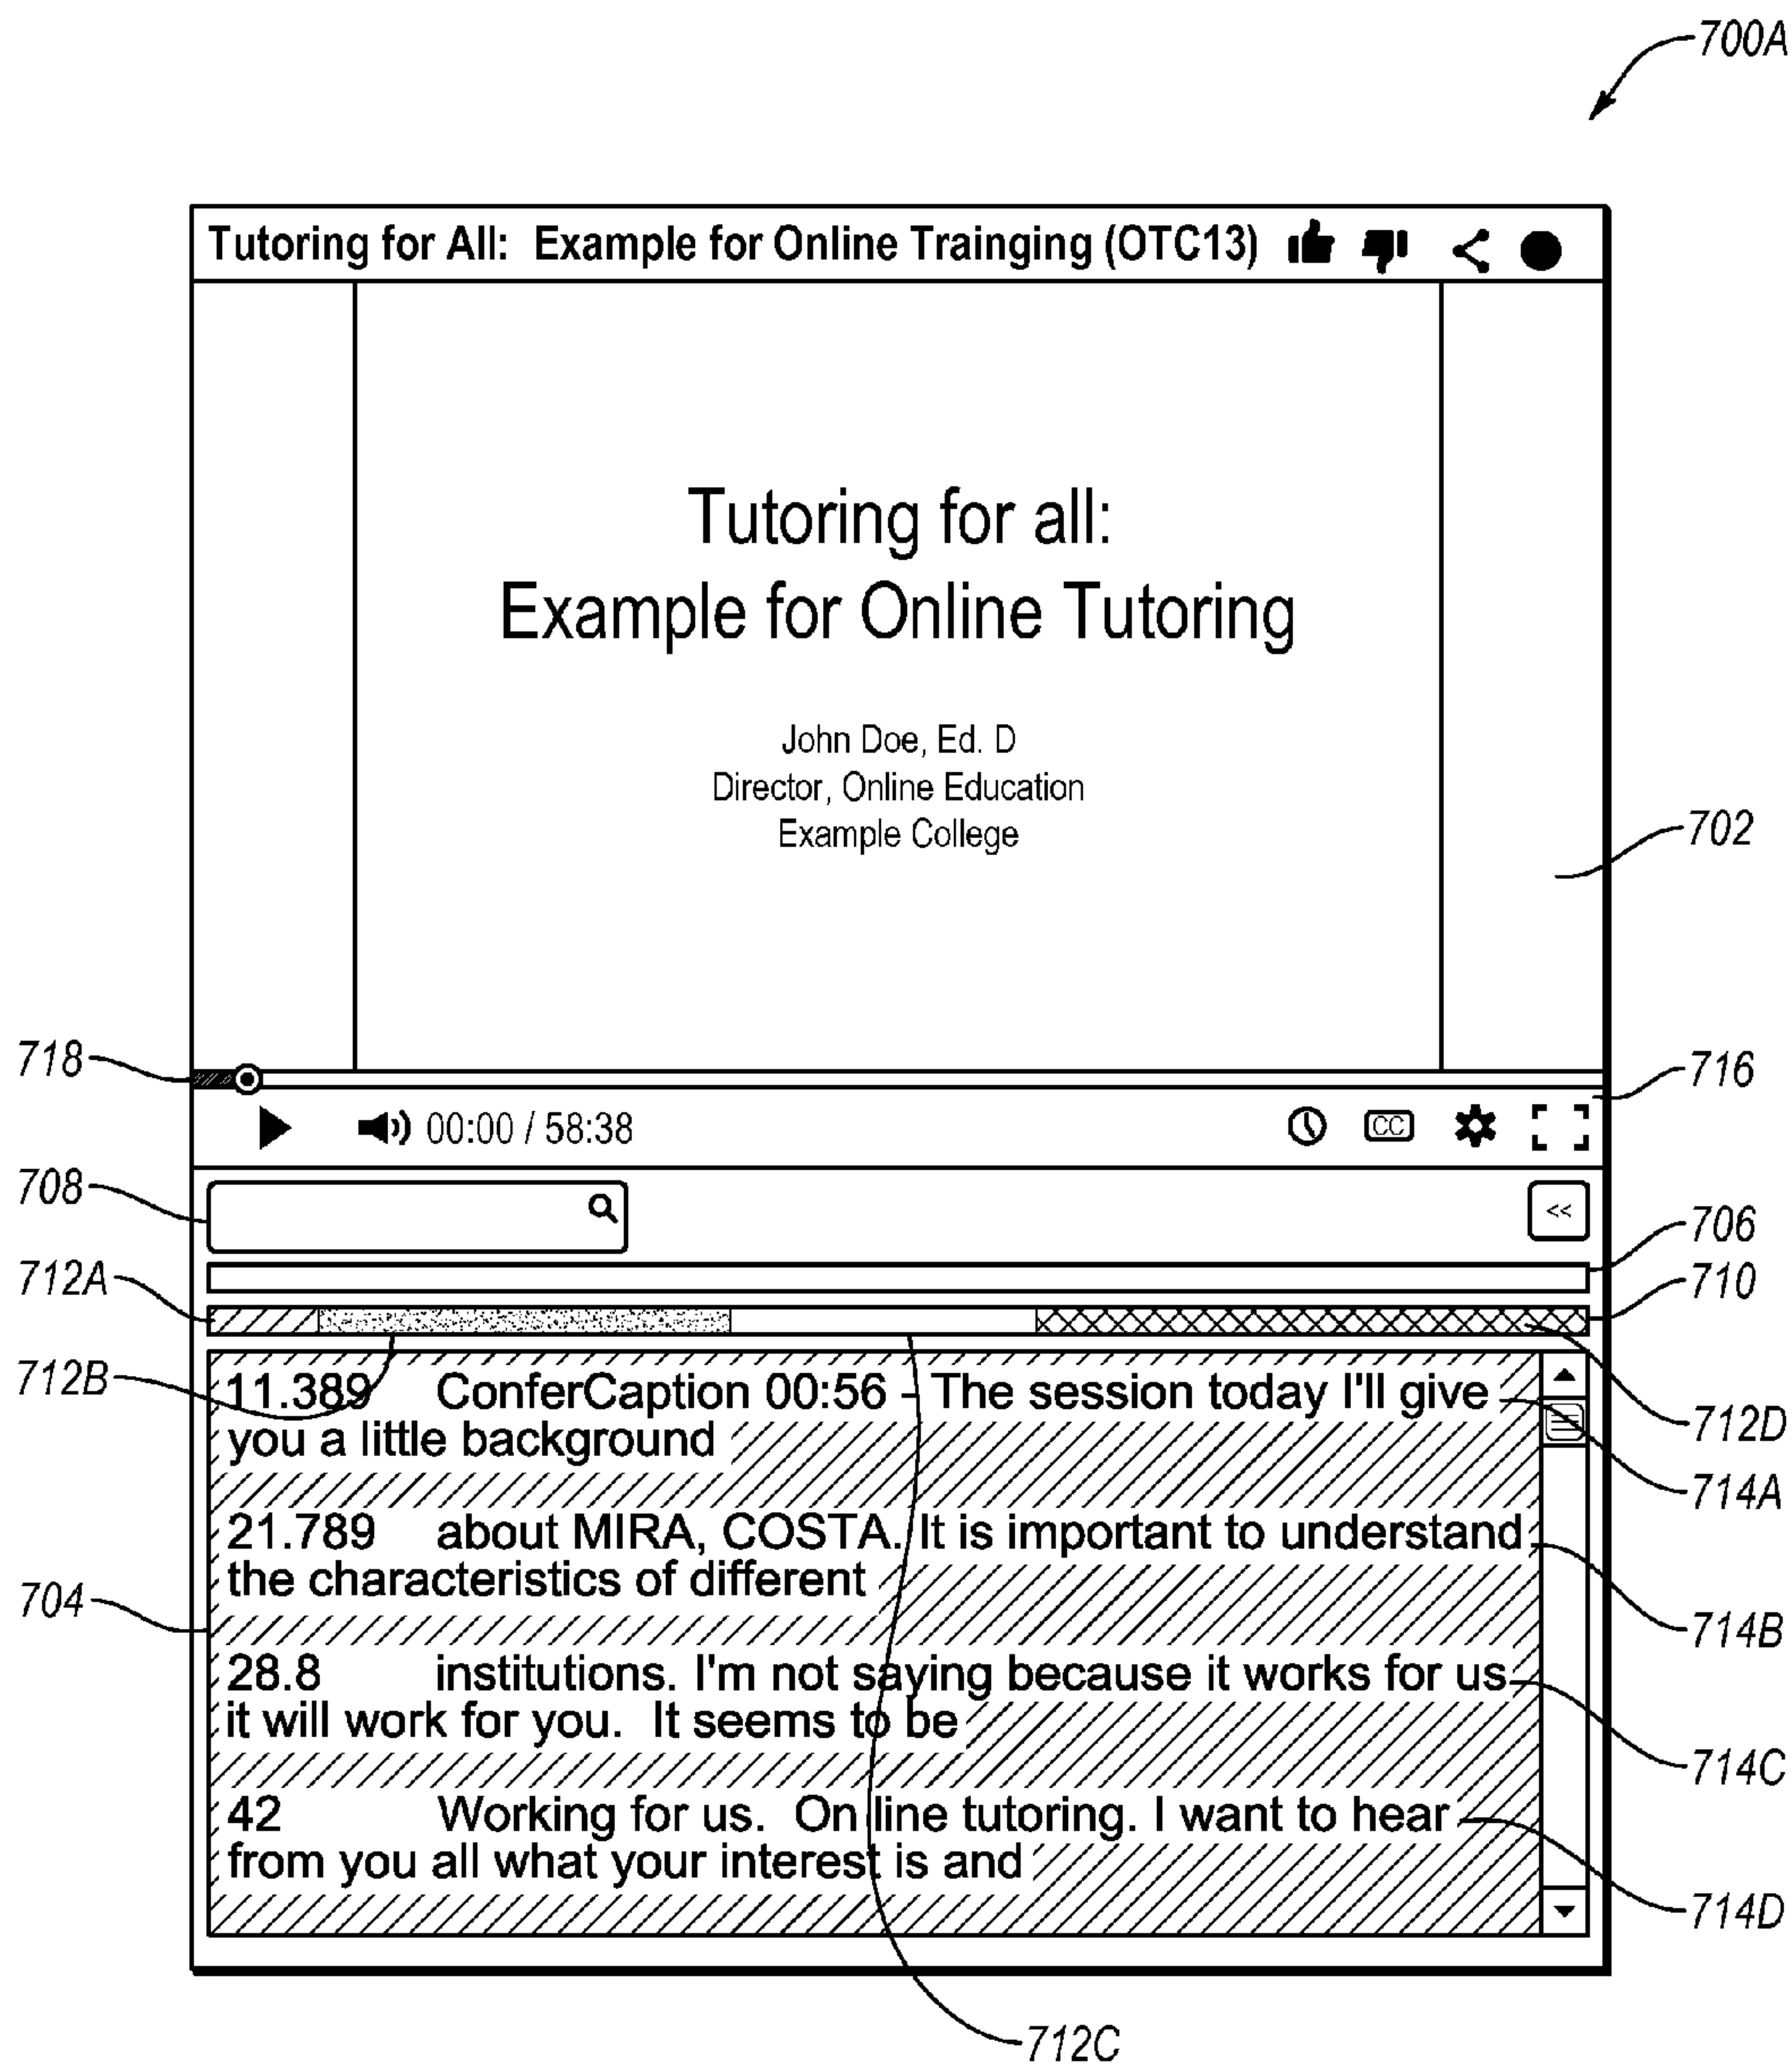 700A
Tutoring for All: Example for Online Trainging (OTC13)
Tutoring for all:
Example for Online Tutoring
John Doe, Ed. D
Director, Online Education
Example College
702
718
716
00:00 / 58:38
CC
708
<<
706
712A
710
712B
11.389 ConferCaption 00:56 - The session today I'll give
you a little background
712D
714A
21.789 about MIRA, COSTA. It is important to understand
the characteristics of different
704
714B
28.8 institutions. I'm not saying because it works for us
it will work for you. It seems to be
714C
42 Working for us. On line tutoring. I want to hear
from you all what your interest is and
714D
712C